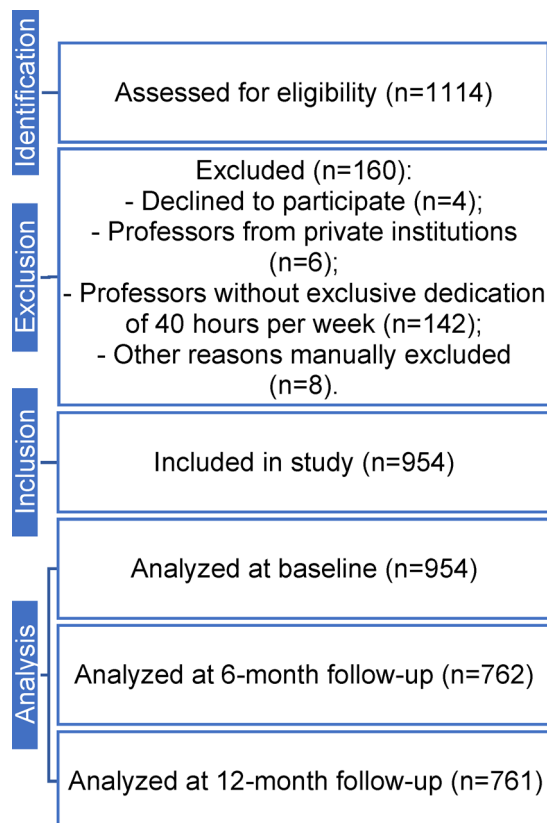 Identification
Assessed for eligibility (n=1114)
Exclusion
Excluded (n=160):
- Declined to participate (n=4);
- Professors from private institutions
(n=6);
- Professors without exclusive dedication
of 40 hours per week (n=142);
- Other reasons manually excluded
(n=8).
Inclusion
Included in study (n=954)
Analysis
Analyzed at baseline (n=954)
Analyzed at 6-month follow-up (n=762)
Analyzed at 12-month follow-up (n=761)